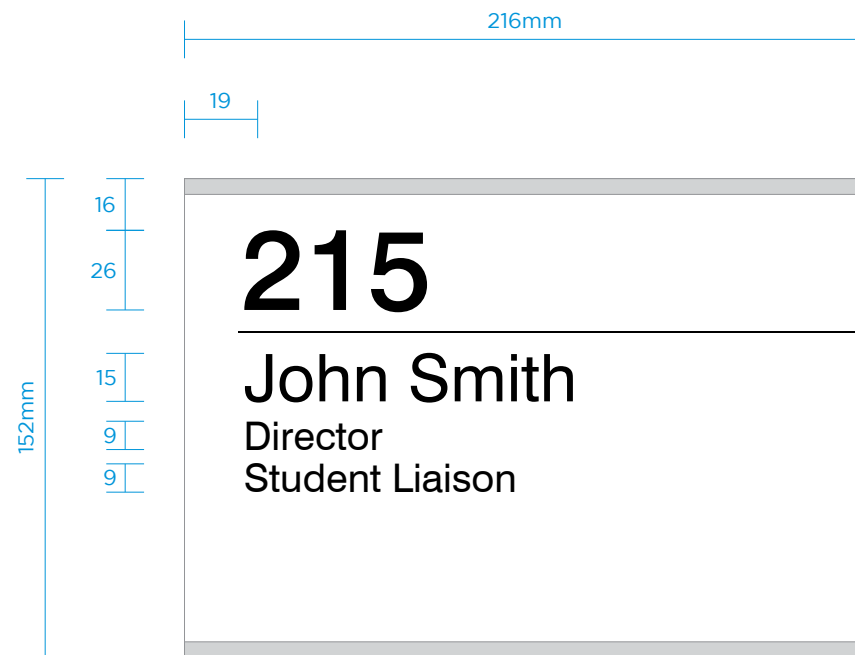 216mm
19
16
26
15
9
9
152mm
215
John Smith
Director
Student Liaison